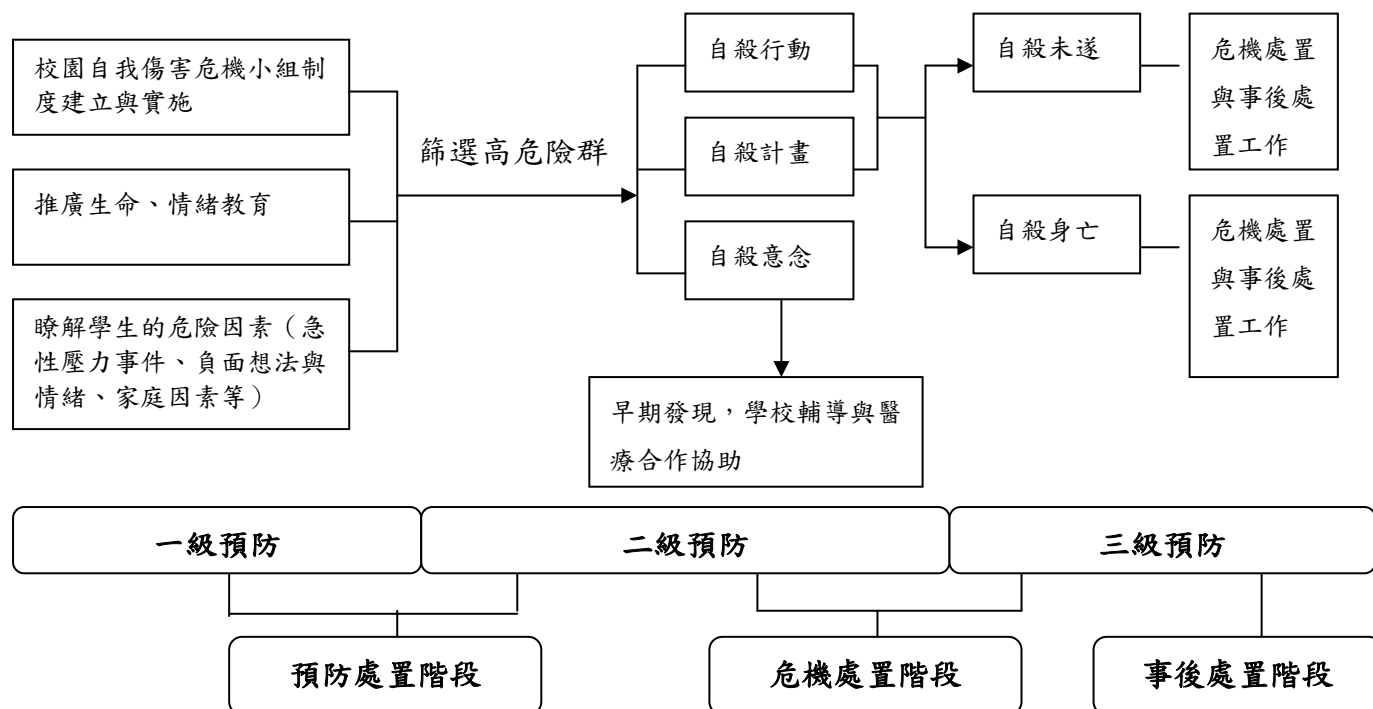 校園自我傷害危機小組制
度建立與實施
推廣生命、情緒教育
瞭解學生的危險因素（急
性壓力事件、負面想法與
情緒、家庭因素等）
篩選高危險群
自殺行動
自殺計畫
自殺意念
早期發現，學校輔導與醫
療合作協助
自殺未遂
自殺身亡
危機處置
與事後處
置工作
危機處置
與事後處
置工作
一級預防
二級預防
三級預防
預防處置階段
危機處置階段
事後處置階段